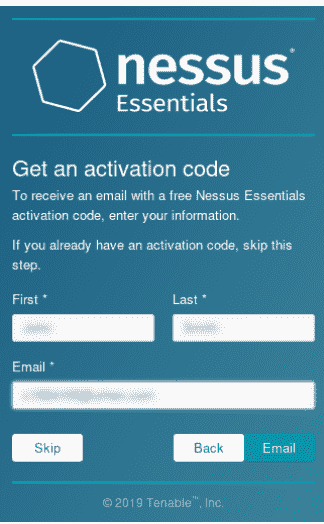 nessus®
Essentials
Get an activation code
To receive an email with a free Nessus Essentials
activation code, enter your information.
If you already have an activation code, skip this
step.
First * Last *
Email *
Skip Back Email
© 2019 Tenable™, Inc.